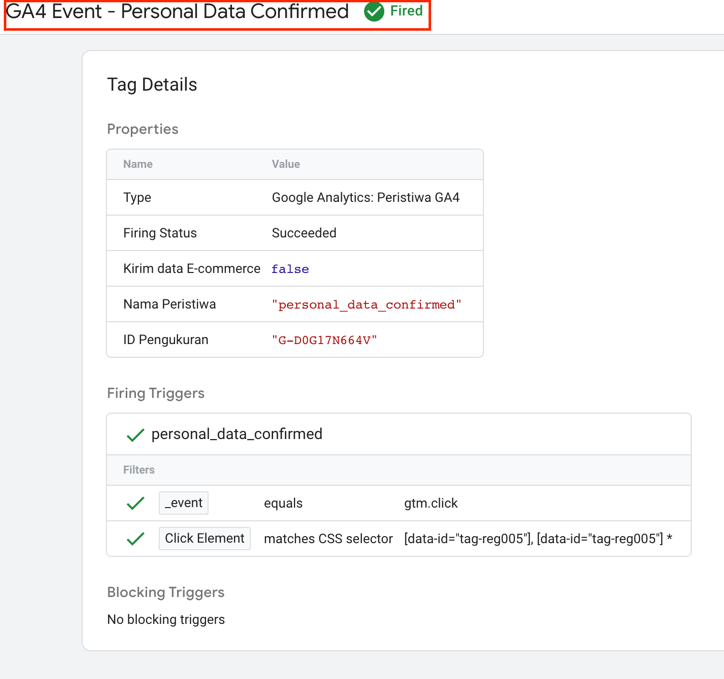 GA4 Event - Personal Data Confirmed Fired
Tag Details
Properties
Name Value
Type Google Analytics: Peristiwa GA4
Firing Status Succeeded
Kirim data E-commerce false
Nama Peristiwa "personal_data_confirmed"
ID Pengukuran "G-D0G17N664V"
Firing Triggers
personal_data_confirmed
Filters
_event equals gtm.click
Click Element matches CSS selector [data-id="tag-reg005"], [data-id="tag-reg005"] *
Blocking Triggers
No blocking triggers